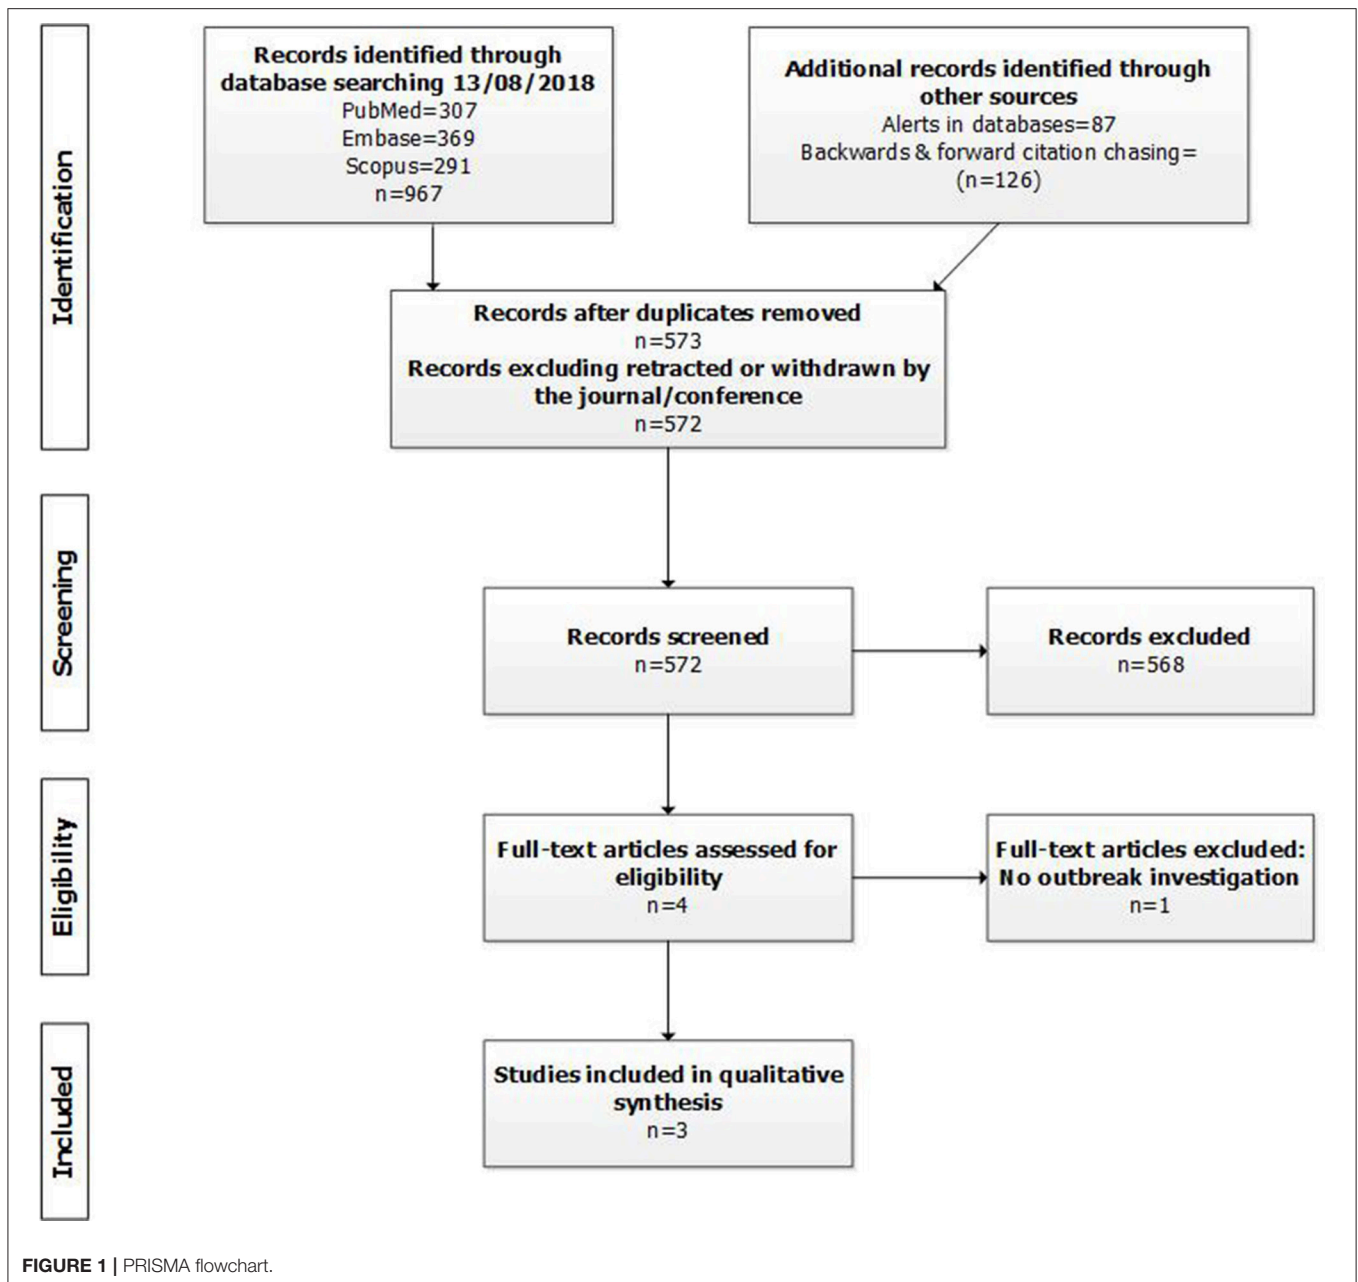 Identification
Records identified through
database searching 13/08/2018
PubMed=307
Embase=369
Scopus=291
n=967
Additional records identified through
other sources
Alerts in databases=87
Backwards & forward citation chasing=
(n=126)
Records after duplicates removed
n=573
Records excluding retracted or withdrawn by
the journal/conference
n=572
Screening
Records screened
n=572
Records excluded
n=568
Eligibility
Full-text articles assessed for
eligibility
n=4
Full-text articles excluded:
No outbreak investigation
n=1
Included
Studies included in qualitative
synthesis
n=3
FIGURE 1 | PRISMA flowchart.